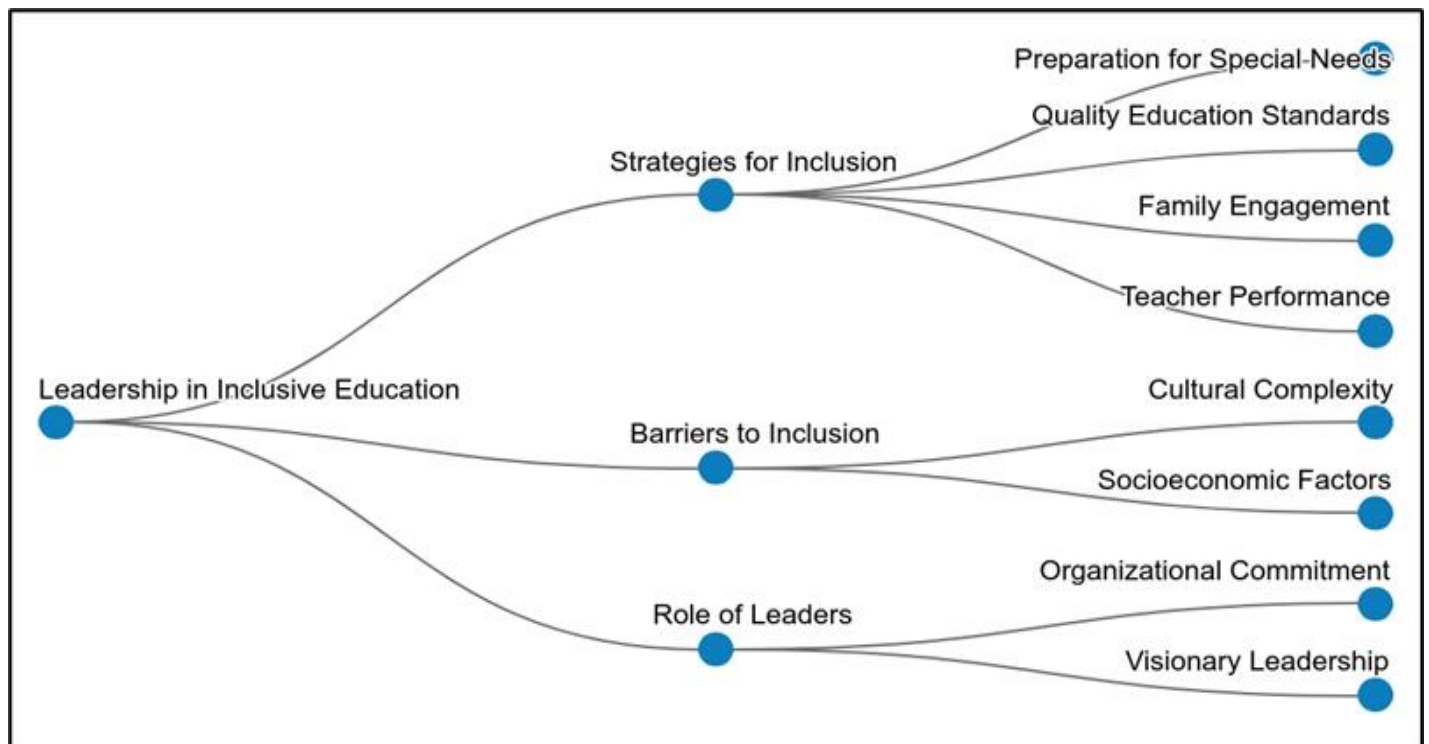 Preparation for Special-Needs
Quality Education Standards
Strategies for Inclusion
Family Engagement
Teacher Performance
Leadership in Inclusive Education
Cultural Complexity
Barriers to Inclusion
Socioeconomic Factors
Organizational Commitment
Role of Leaders
Visionary Leadership